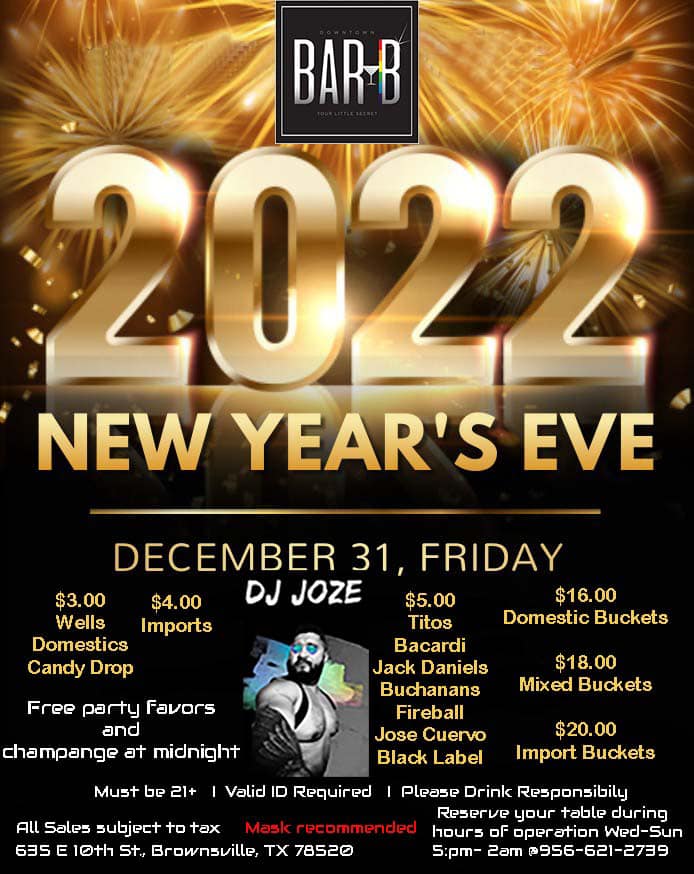 DOWNTOWN
BAR B
YOUR LITTLE SECRET
2022
NEW YEAR'S EVE
DECEMBER 31, FRIDAY
DJ JOZE
$3.00
Wells
Domestics
Candy Drop
$4.00
Imports
$5.00
Titos
Bacardi
Jack Daniels
Buchanans
Fireball
Jose Cuervo
Black Label
$16.00
Domestic Buckets
$18.00
Mixed Buckets
$20.00
Import Buckets
Free party favors
and
champange at midnight
Must be 21+ | Valid ID Required | Please Drink Responsibily
All Sales subject to tax Mask recommended
635 E 10th St., Brownsville, TX 78520
Reserve your table during
hours of operation Wed-Sun
5:pm- 2am @956-621-2739